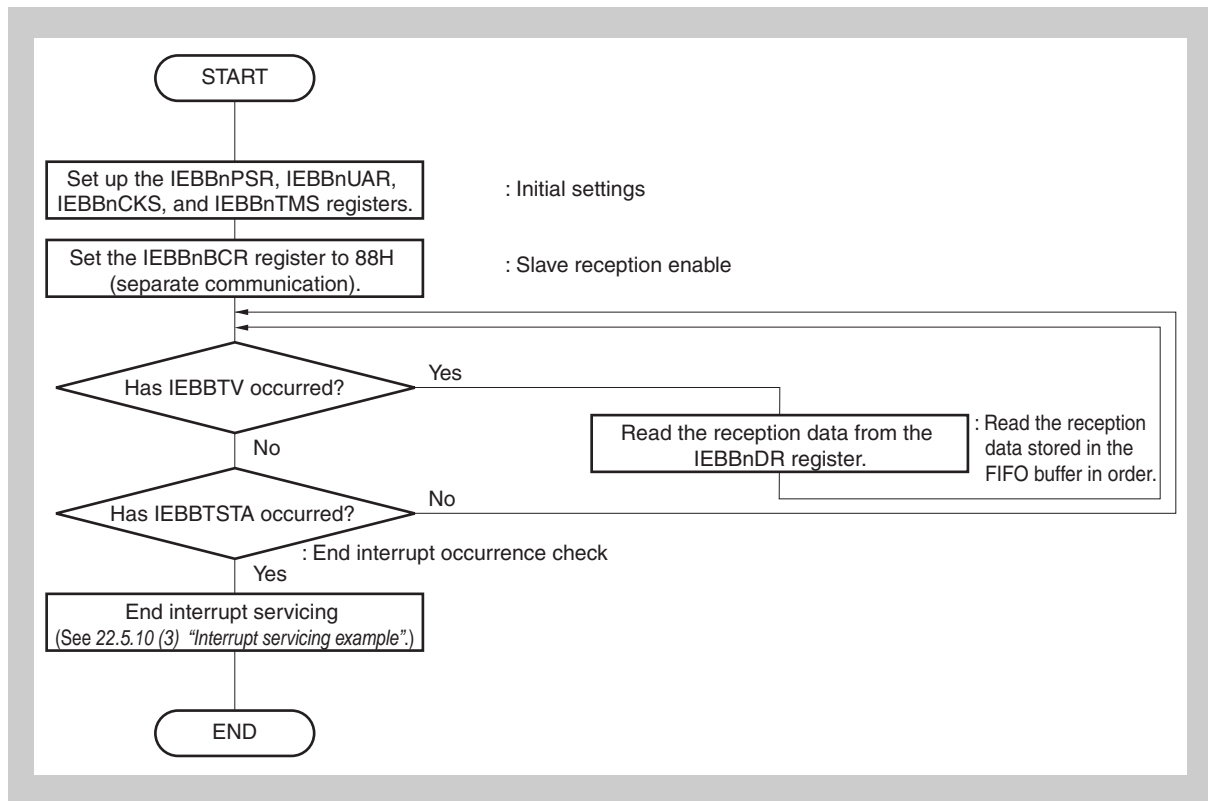 START
Set up the IEBBnPSR, IEBBnUAR,
IEBBnCKS, and IEBBnTMS registers.
: Initial settings
Set the IEBBnBCR register to 88H
(separate communication).
: Slave reception enable
Has IEBBTV occurred?
Yes
No
Read the reception data from the
IEBBnDR register.
: Read the reception
data stored in the
FIFO buffer in order.
Has IEBBTSTA occurred?
No
: End interrupt occurrence check
Yes
End interrupt servicing
(See 22.5.10 (3) “Interrupt servicing example”.)
END